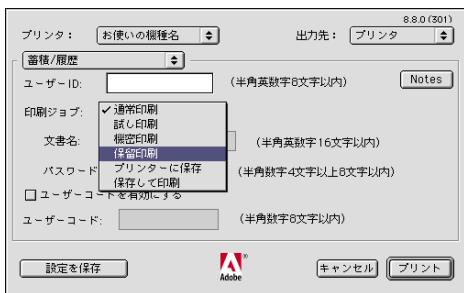 8.8.0 (301)
プリンタ： お使いの機種名 出力先： プリンタ
蓄積/履歴
ユーザーID: (半角英数字8文字以内) Notes
印刷ジョブ: ✓通常印刷
試し印刷
文書名: 機密印刷 (半角英数字16文字以内)
保留印刷
パスワード プリンターに保存 (半角数字4文字以上8文字以内)
保存して印刷
ユーザーコードを有効にする
ユーザーコード: (半角数字8文字以内)
設定を保存 Adobe ® キャンセル プリント